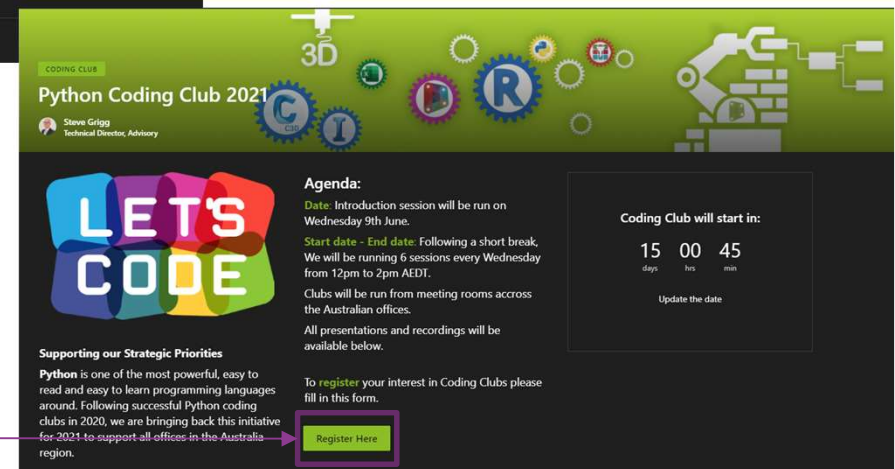 3D
CODING CLUB
Python Coding Club 2021
Steve Grigg
Technical Director, Advisory
C
C3D
I
A
R
LET'S
CODE
Supporting our Strategic Priorities
Python is one of the most powerful, easy to
read and easy to learn programming languages
around. Following successful Python coding
clubs in 2020, we are bringing back this initiative
for 2021 to support all offices in the Australia
region.
Agenda:
Date: Introduction session will be run on
Wednesday 9th June.
Start date - End date: Following a short break,
We will be running 6 sessions every Wednesday
from 12pm to 2pm AEDT.
Clubs will be run from meeting rooms accross
the Australian offices.
All presentations and recordings will be
available below.
To register your interest in Coding Clubs please
fill in this form.
Register Here
Coding Club will start in:
15 00 45
days hrs min
Update the date